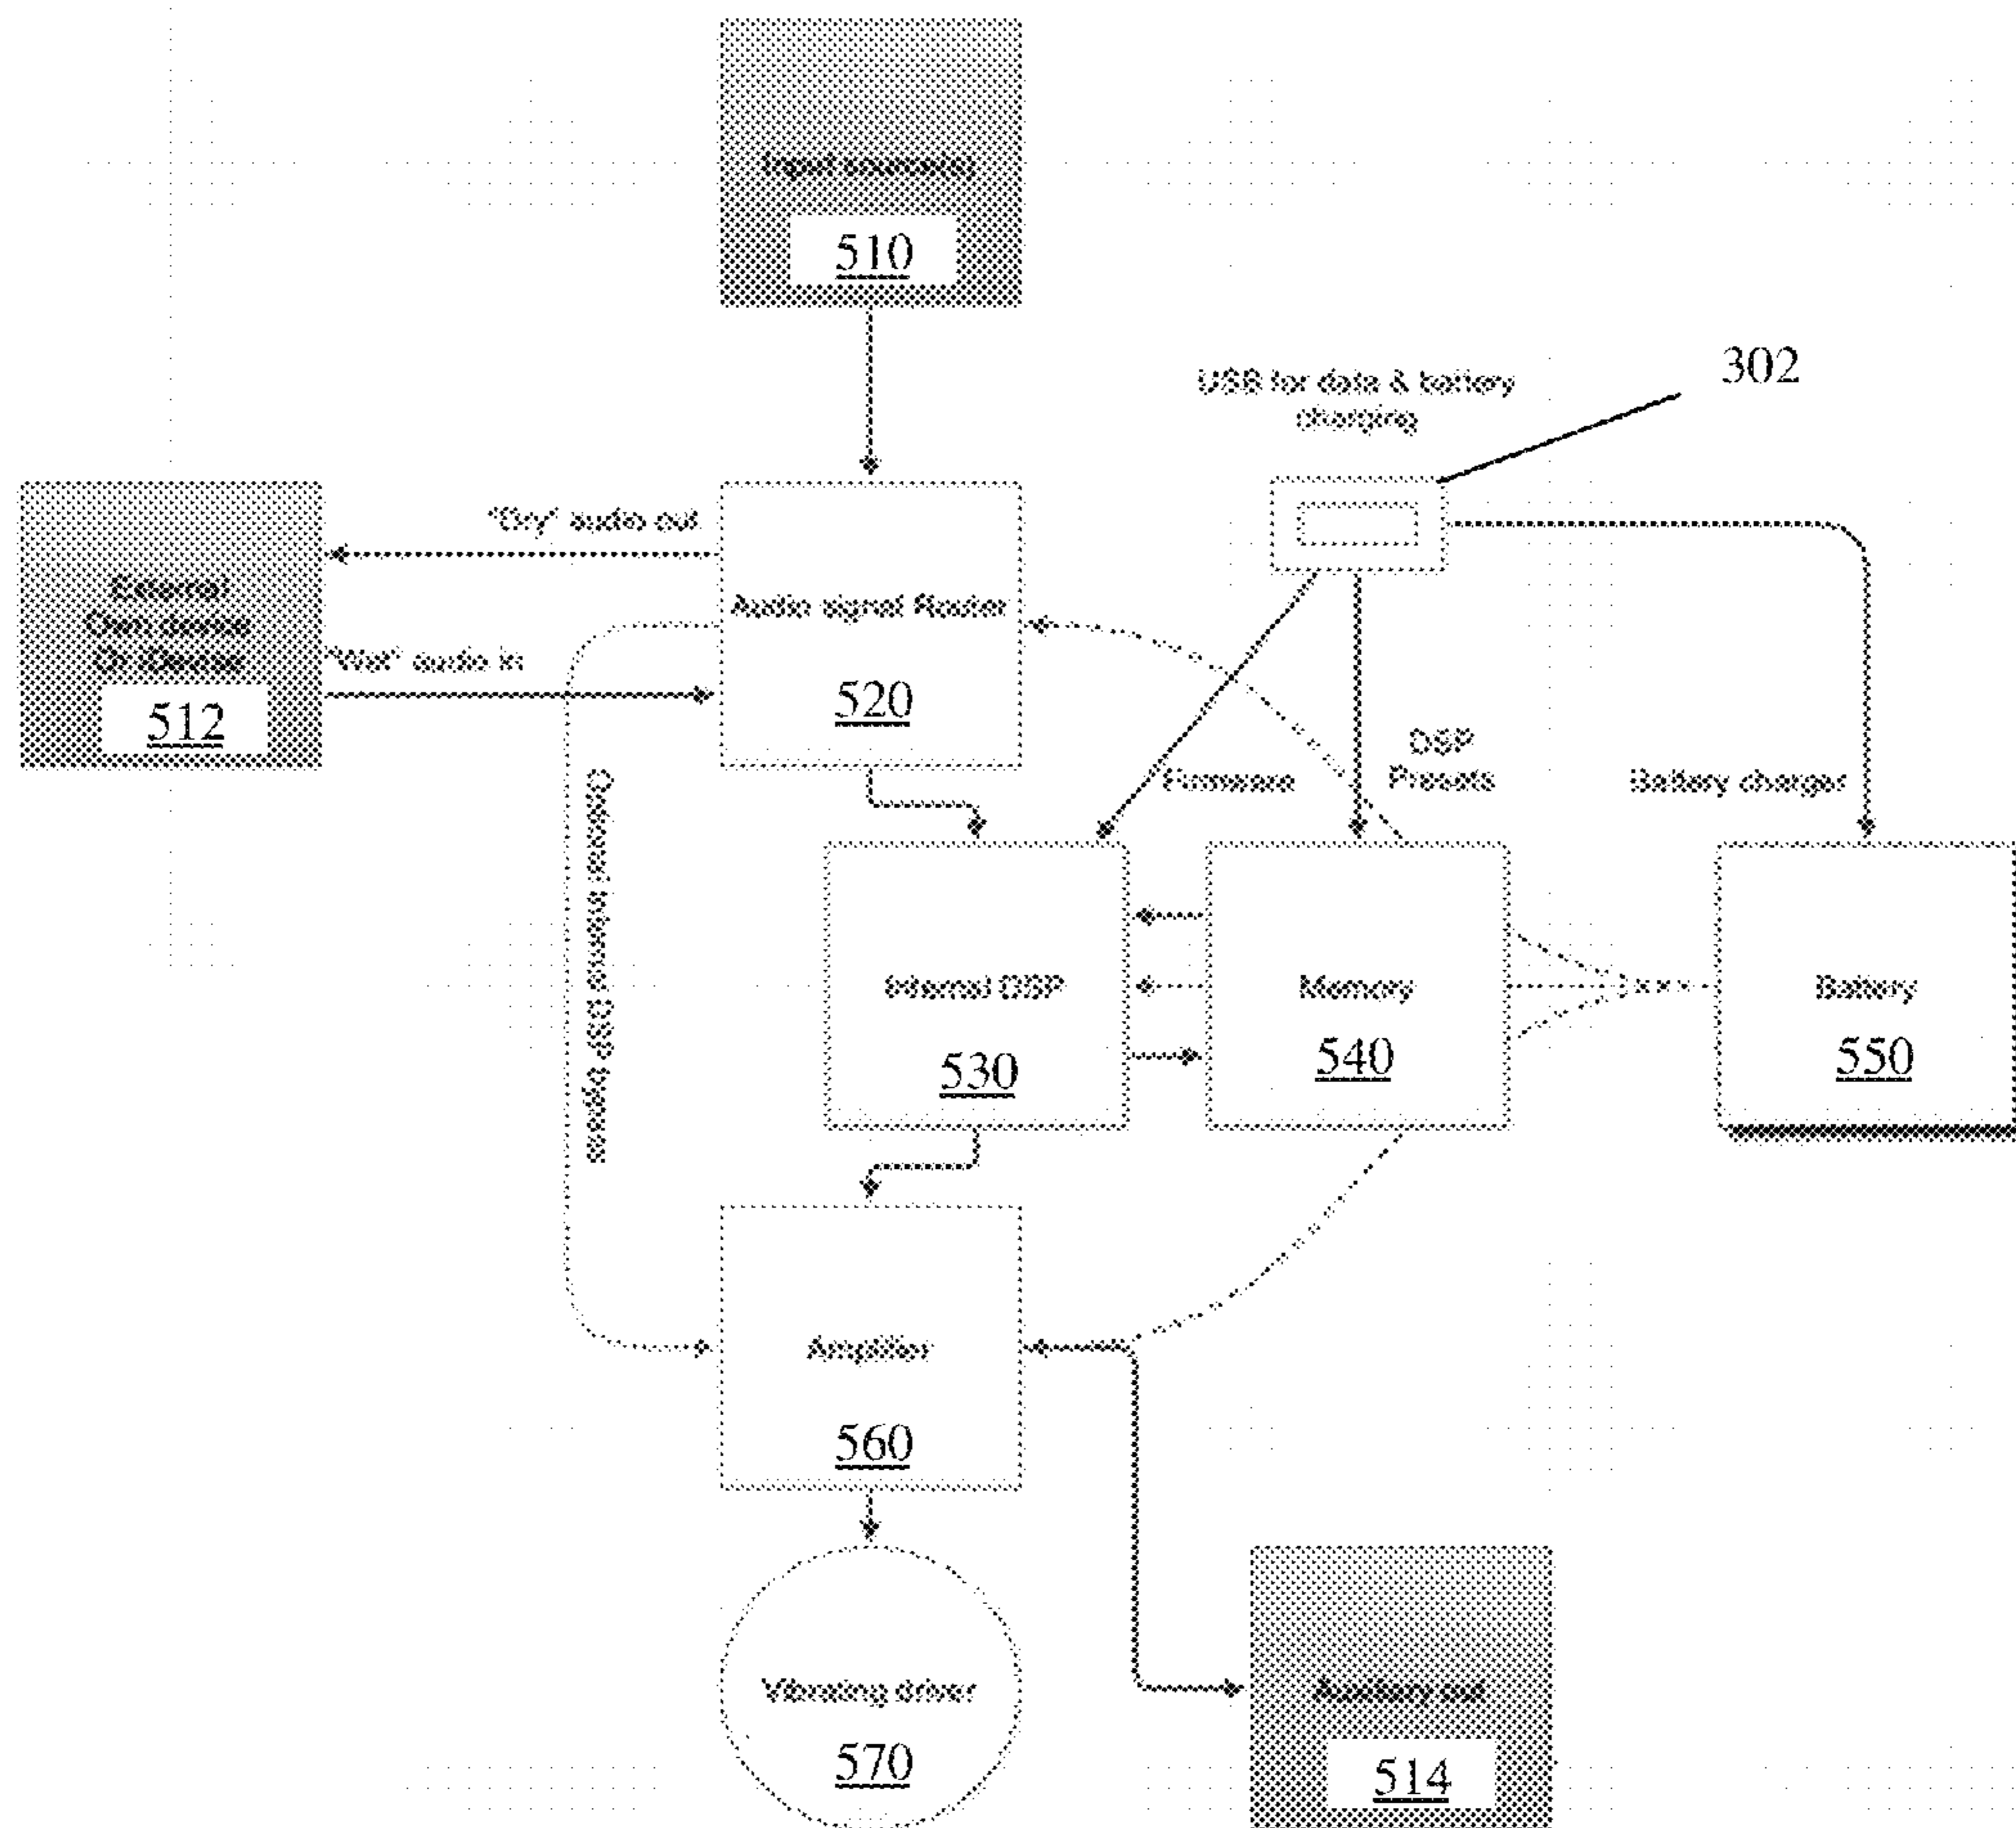 510
302
USB for data & battery
charging
"Dry" audio out
External
"Wet" audio in
512
Audio signal Router
520
Firmware
DSP
Presets
Battery charger
Internal DSP
530
Memory
540
Battery
550
Amplifier
560
Vibrating driver
570
Auxiliary out
514